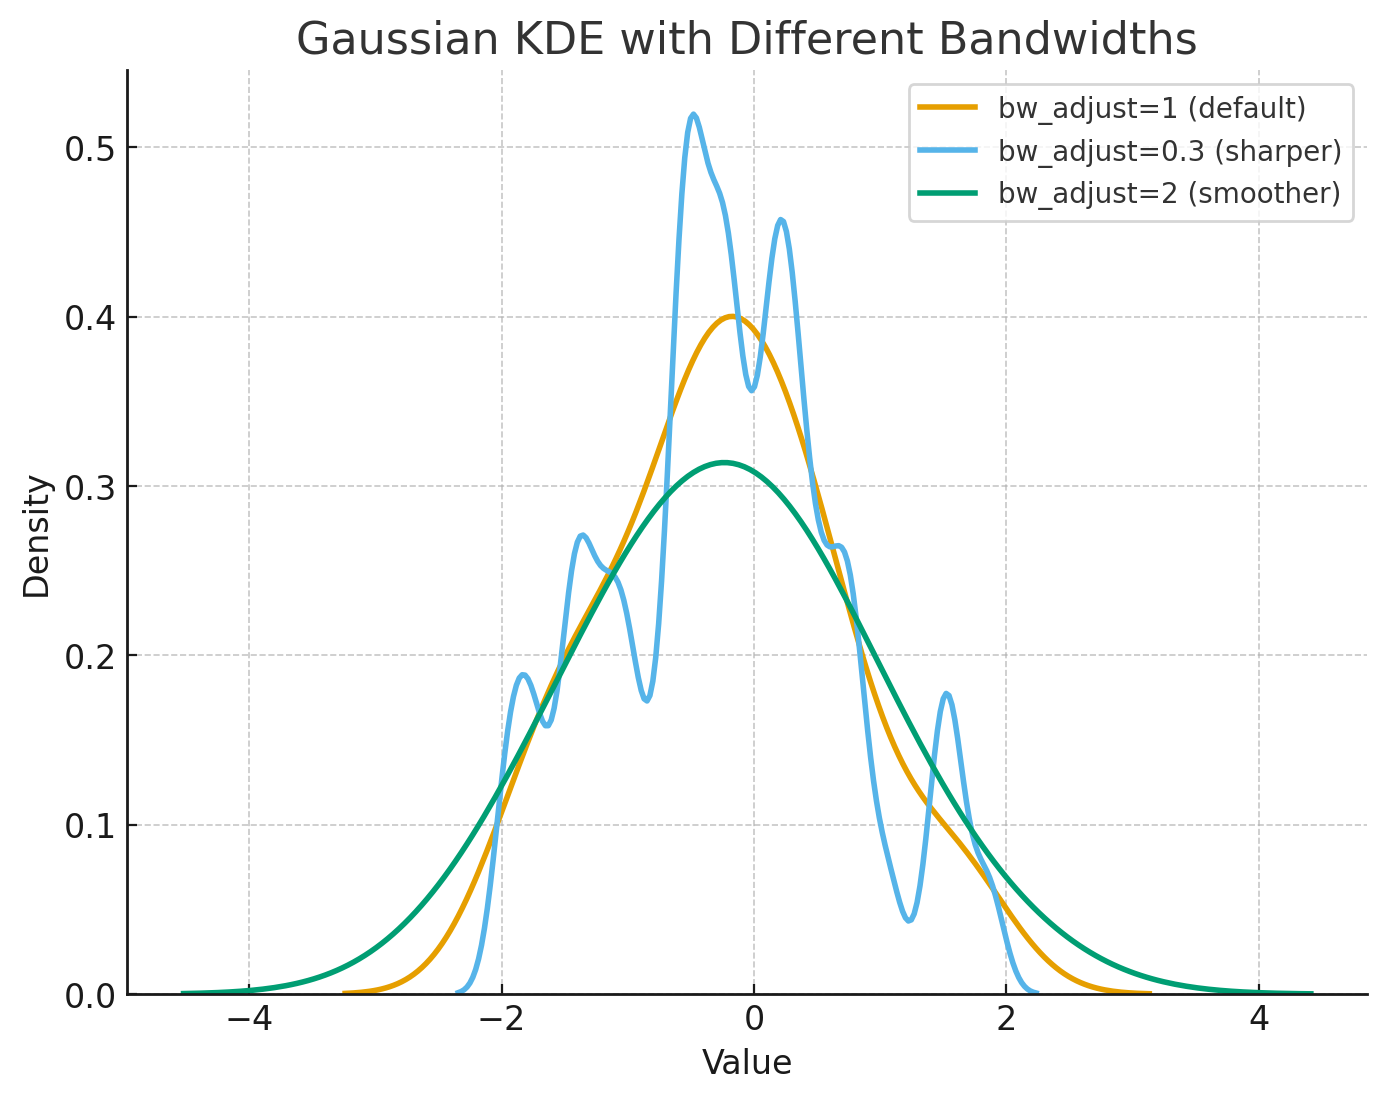 Gaussian KDE with Different Bandwidths
bw_adjust=1 (default)
bw_adjust=0.3 (sharper)
bw_adjust=2 (smoother)
Density
0.5
0.4
0.3
0.2
0.1
0.0
−4
−2
0
2
4
Value